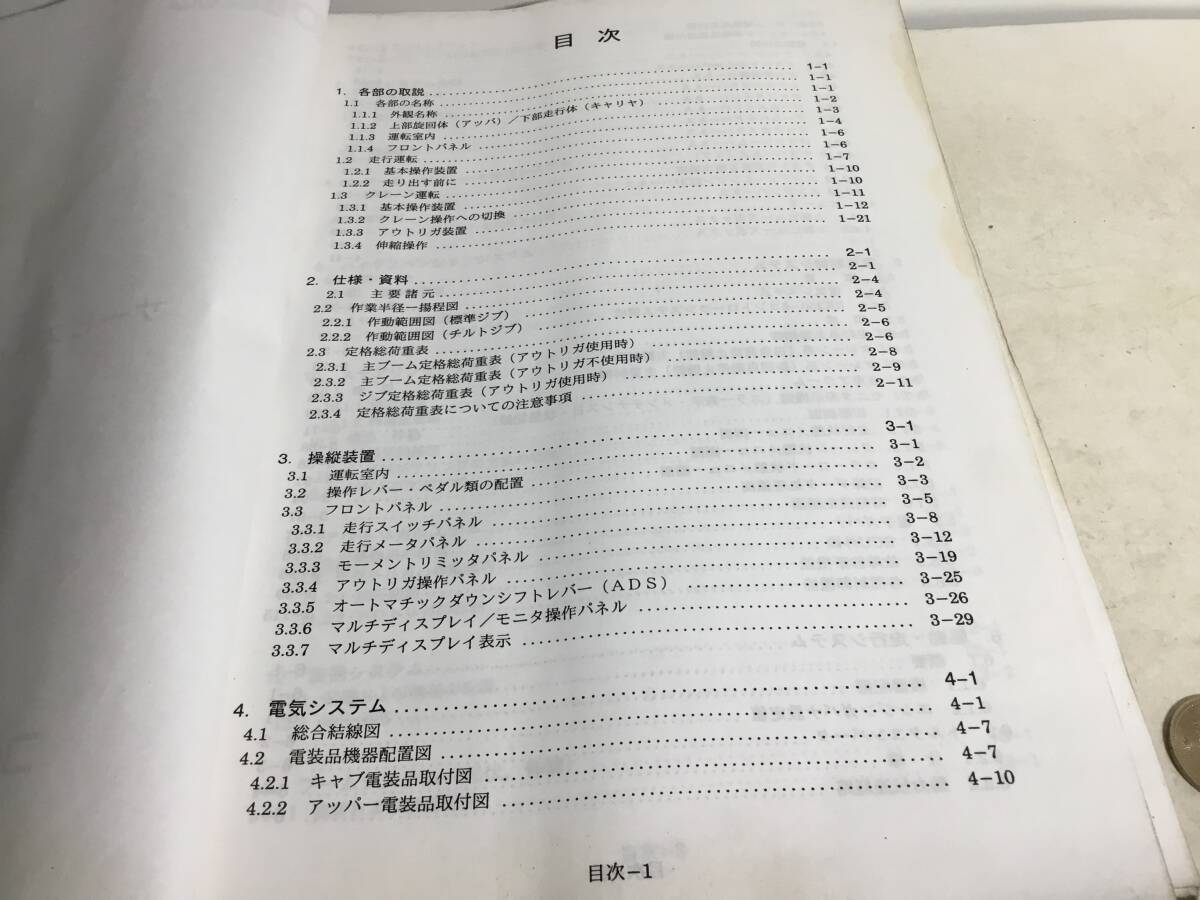 目 次
1. 各部の取説 ........ 1-1
1.1 各部の名称 ........ 1-1
1.1.1 外観名称 ........ 1-1
1.1.2 上部旋回体(アッパ)/下部走行体(キャリヤ) ........ 1-2
1.1.3 運転室内 ........ 1-3
1.1.4 フロントパネル ........ 1-4
1.2 走行運転 ........ 1-6
1.2.1 基本操作装置 ........ 1-6
1.2.2 走り出す前に ........ 1-7
1.3 クレーン運転 ........ 1-10
1.3.1 基本操作装置 ........ 1-10
1.3.2 クレーン操作への切換 ........ 1-11
1.3.3 アウトリガ装置 ........ 1-12
1.3.4 伸縮操作 ........ 1-21
2. 仕様・資料 ........ 2-1
2.1 主要諸元 ........ 2-1
2.2 作業半径ー揚程図 ........ 2-4
2.2.1 作動範囲図(標準ジブ) ........ 2-4
2.2.2 作動範囲図(チルトジブ) ........ 2-5
2.3 定格総荷重表 ........ 2-6
2.3.1 主ブーム定格総荷重表(アウトリガ使用時) ........ 2-6
2.3.2 主ブーム定格総荷重表(アウトリガ不使用時) ........ 2-8
2.3.3 ジブ定格総荷重表(アウトリガ使用時) ........ 2-9
2.3.4 定格総荷重表についての注意事項 ........ 2-11
3. 操縦装置 ........ 3-1
3.1 運転室内 ........ 3-1
3.2 操作レバー・ペダル類の配置 ........ 3-2
3.3 フロントパネル ........ 3-3
3.3.1 走行スイッチパネル ........ 3-5
3.3.2 走行メータパネル ........ 3-8
3.3.3 モーメントリミッタパネル ........ 3-12
3.3.4 アウトリガ操作パネル ........ 3-19
3.3.5 オートマチックダウンシフトレバー(ADS) ........ 3-25
3.3.6 マルチディスプレイ/モニタ操作パネル ........ 3-26
3.3.7 マルチディスプレイ表示 ........ 3-29
4. 電気システム ........ 4-1
4.1 総合結線図 ........ 4-1
4.2 電装品機器配置図 ........ 4-7
4.2.1 キャブ電装品取付図 ........ 4-7
4.2.2 アッパー電装品取付図 ........ 4-10
目次-1